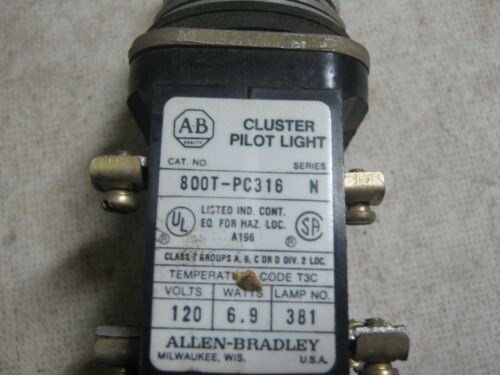 A-B
QUALITY
CLUSTER
PILOT LIGHT
CAT. NO. SERIES
800T-PC316 N
UL LISTED IND. CONT. SA
EQ. FOR HAZ. LOC.
® A196 ®
CLASS I GROUPS A, B, C OR D DIV. 2 LOC.
TEMPERATURE CODE T3C
VOLTS WATTS LAMP NO.
120 6.9 381
ALLEN-BRADLEY
MILWAUKEE, WIS. U.S.A.